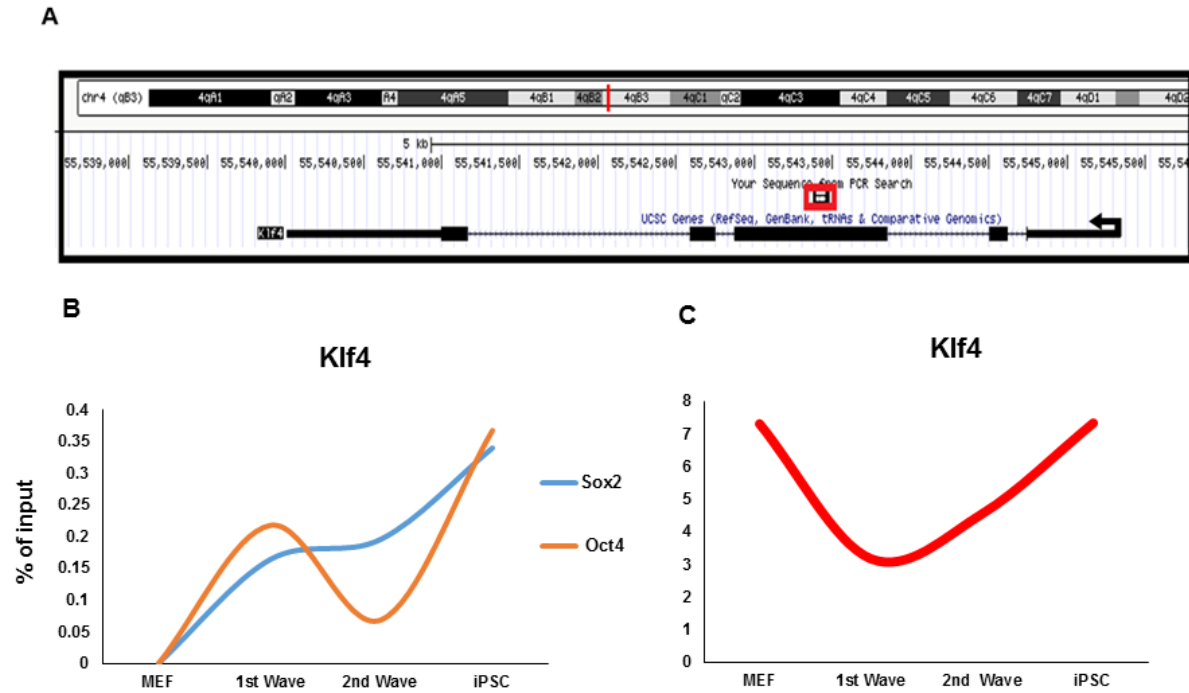 A
chr4 (qB3) 4qA1 qA2 4qA3 A4 4qA5 4qB1 4qB2 4qB3 4qC1 qC2 4qC3 4qC4 4qC5 4qC6 4qC7 4qD1 4qD2
5 kb
55,539,000| 55,539,500| 55,540,000| 55,540,500| 55,541,000| 55,541,500| 55,542,000| 55,542,500| 55,543,000| 55,543,500| 55,544,000| 55,544,500| 55,545,000| 55,545,500| 55,54
Your Sequence from PCR Search
UCSC Genes (RefSeq, GenBank, tRNAs & Comparative Genomics)
Klf4
B
Klf4
% of input
0.4
0.35
0.3
0.25
0.2
0.15
0.1
0.05
0
MEF 1st Wave 2nd Wave iPSC
Sox2
Oct4
C
Klf4
8
7
6
5
4
3
2
1
0
MEF 1st Wave 2nd Wave iPSC